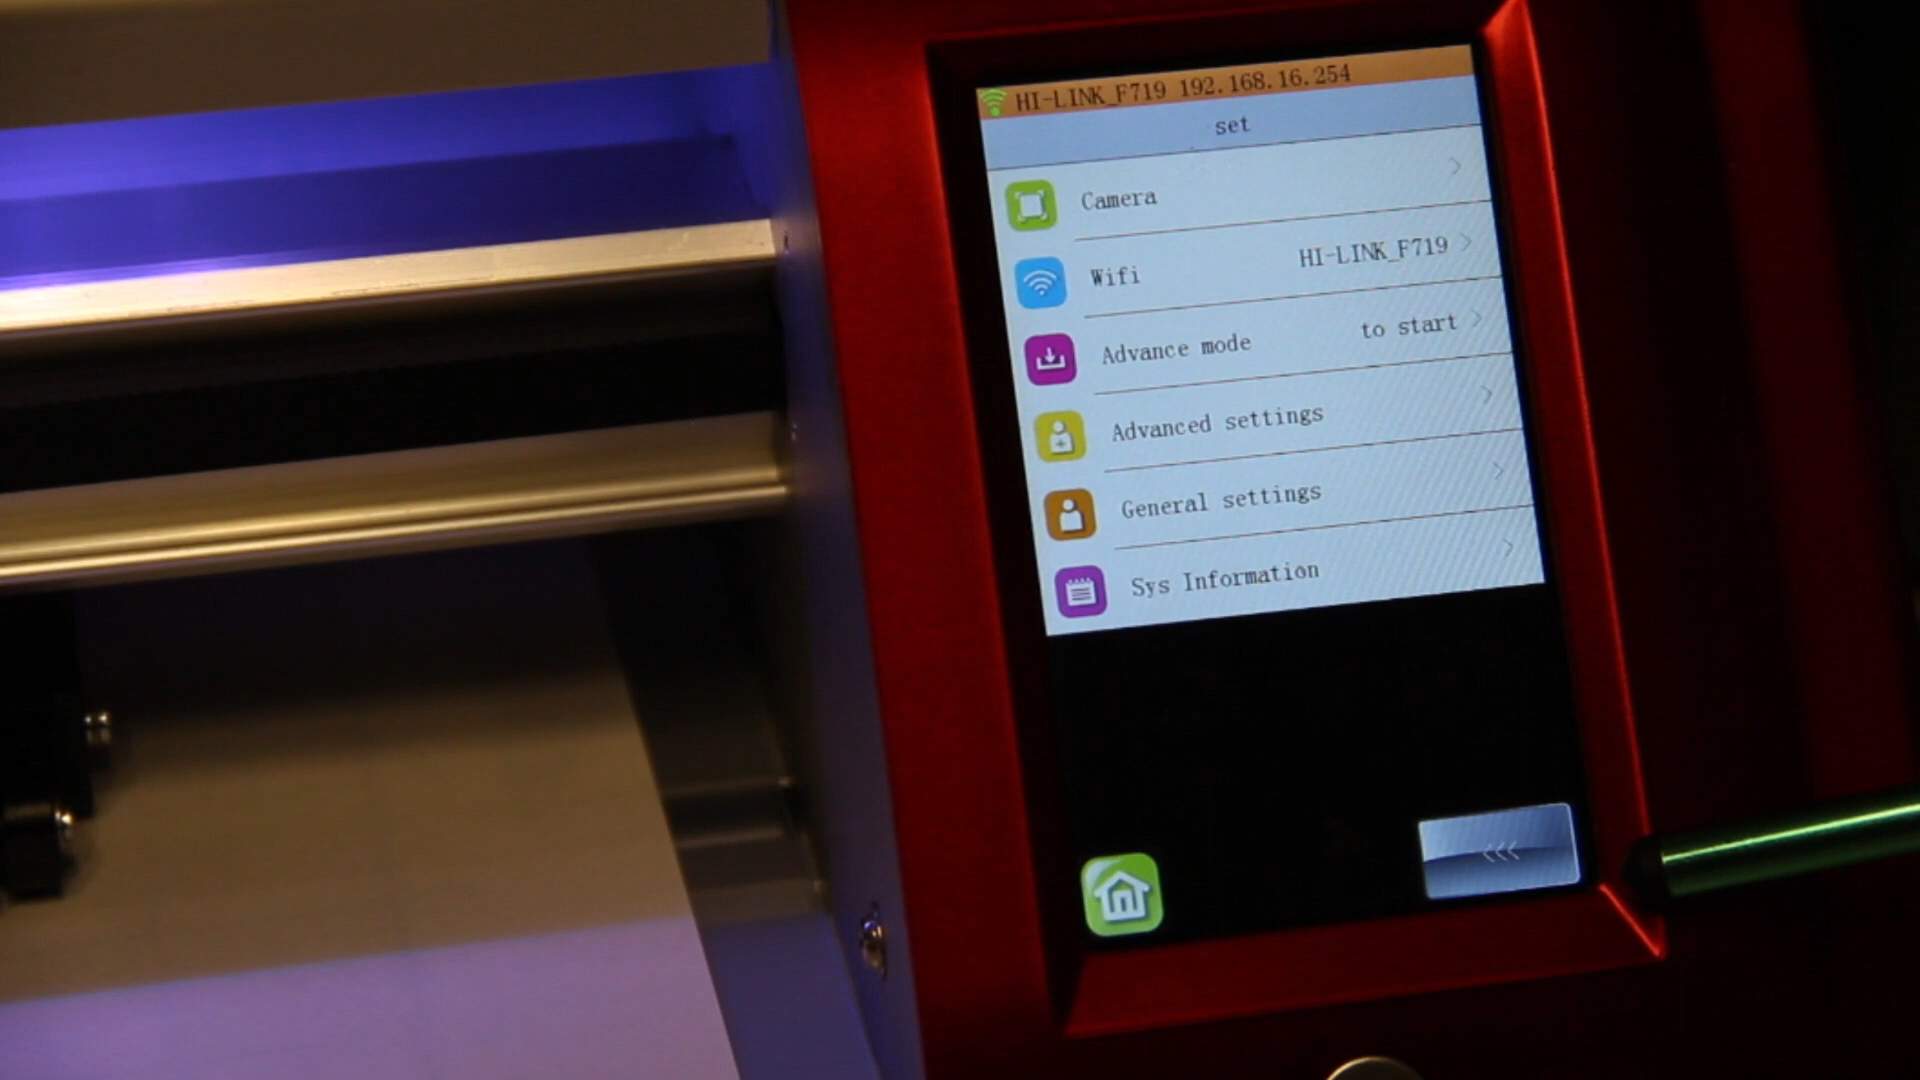 HI-LINK_F719 192.168.16.254
set
Camera
Wifi HI-LINK_F719
Advance mode to start
Advanced settings
General settings
Sys Information
<<<